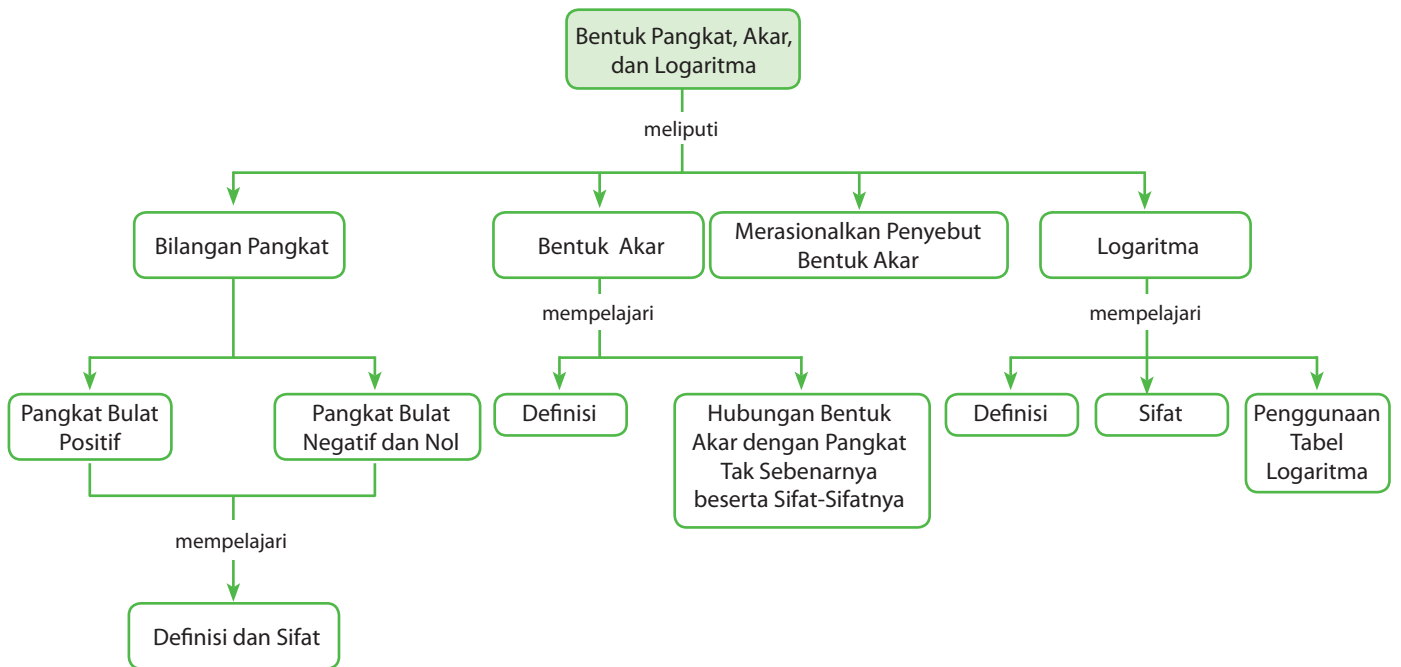 Bentuk Pangkat, Akar,
dan Logaritma
meliputi
Bilangan Pangkat
Bentuk Akar
Merasionalkan Penyebut
Bentuk Akar
Logaritma
mempelajari
mempelajari
Pangkat Bulat
Positif
Pangkat Bulat
Negatif dan Nol
Definisi
Hubungan Bentuk
Akar dengan Pangkat
Tak Sebenarnya
beserta Sifat-Sifatnya
Definisi
Sifat
Penggunaan
Tabel
Logaritma
mempelajari
Definisi dan Sifat